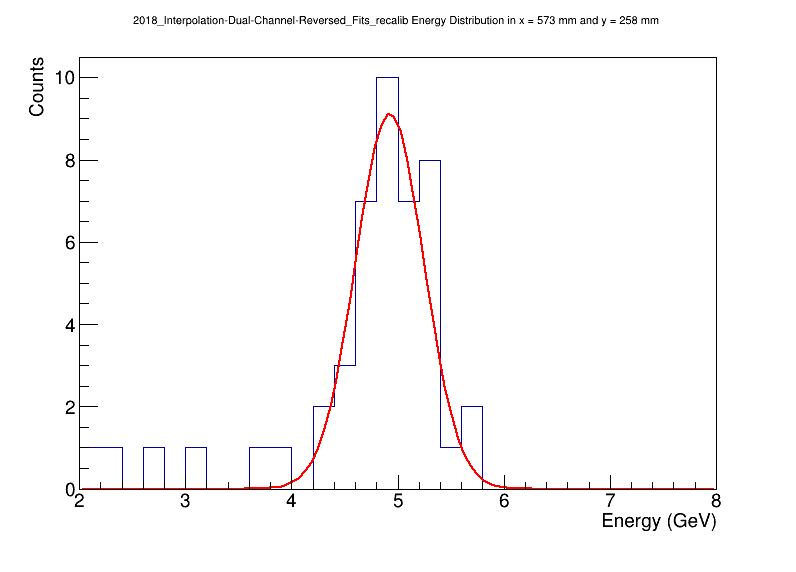 2018_Interpolation-Dual-Channel-Reversed_Fits_recalib Energy Distribution in x = 573 mm and y = 258 mm
Counts
10
8
6
4
2
0
2 3 4 5 6 7 8
Energy (GeV)